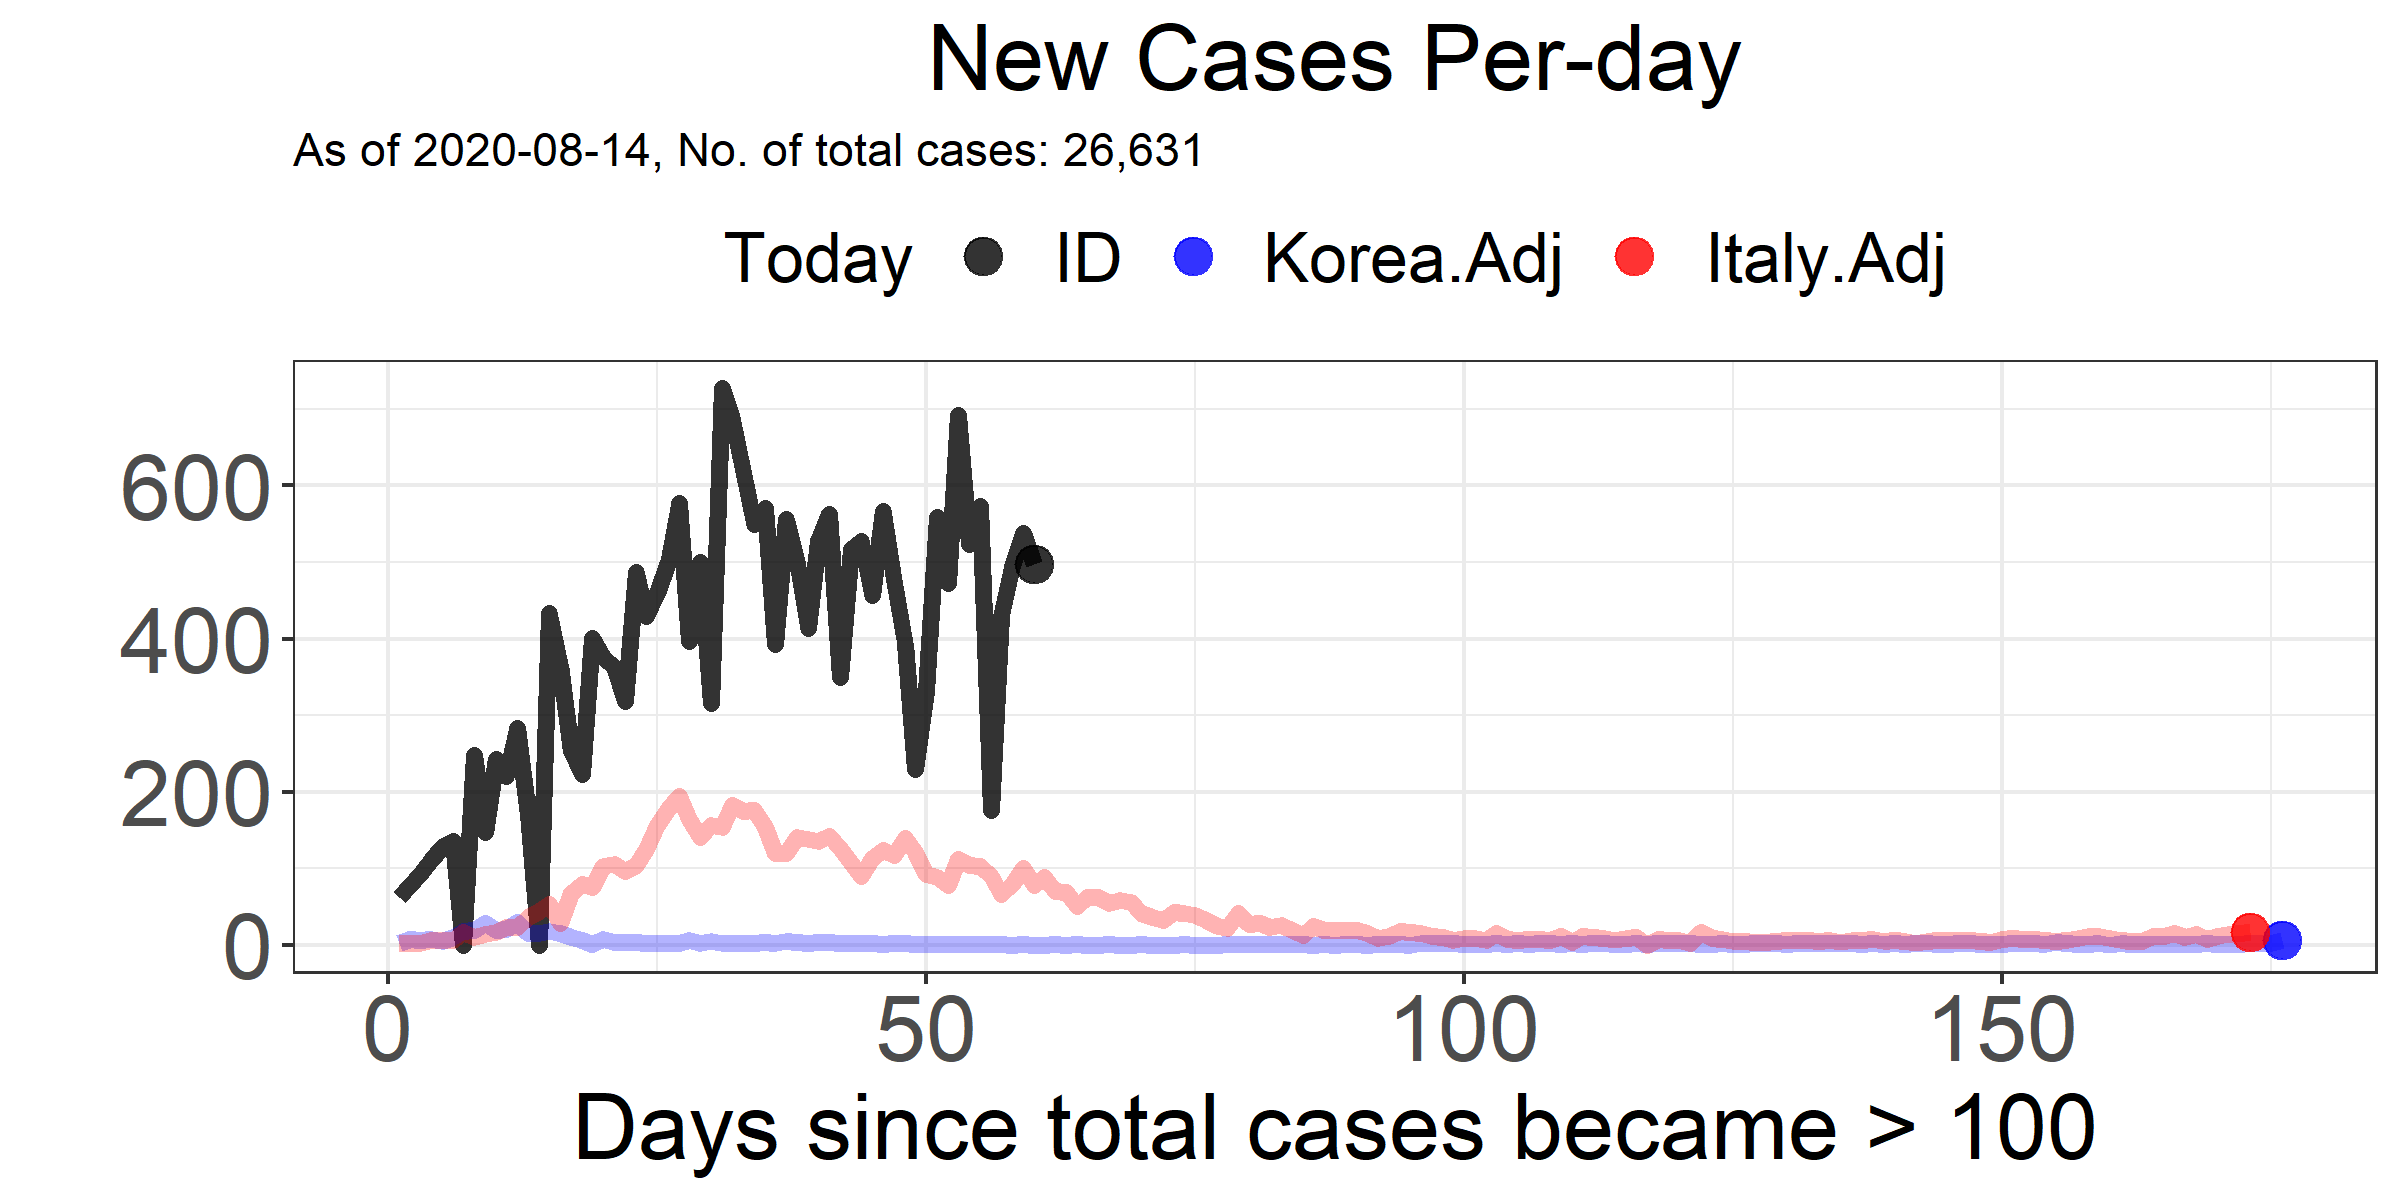 New Cases Per-day
As of 2020-08-14, No. of total cases: 26,631
Today ID Korea.Adj Italy.Adj
600
400
200
0
0 50 100 150
Days since total cases became > 100